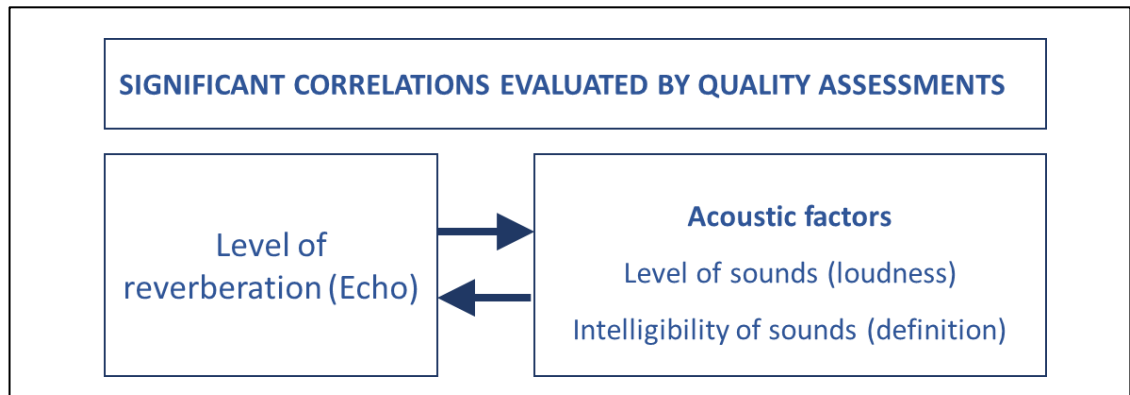 SIGNIFICANT CORRELATIONS EVALUATED BY QUALITY ASSESSMENTS
Level of
reverberation (Echo)
Acoustic factors
Level of sounds (loudness)
Intelligibility of sounds (definition)